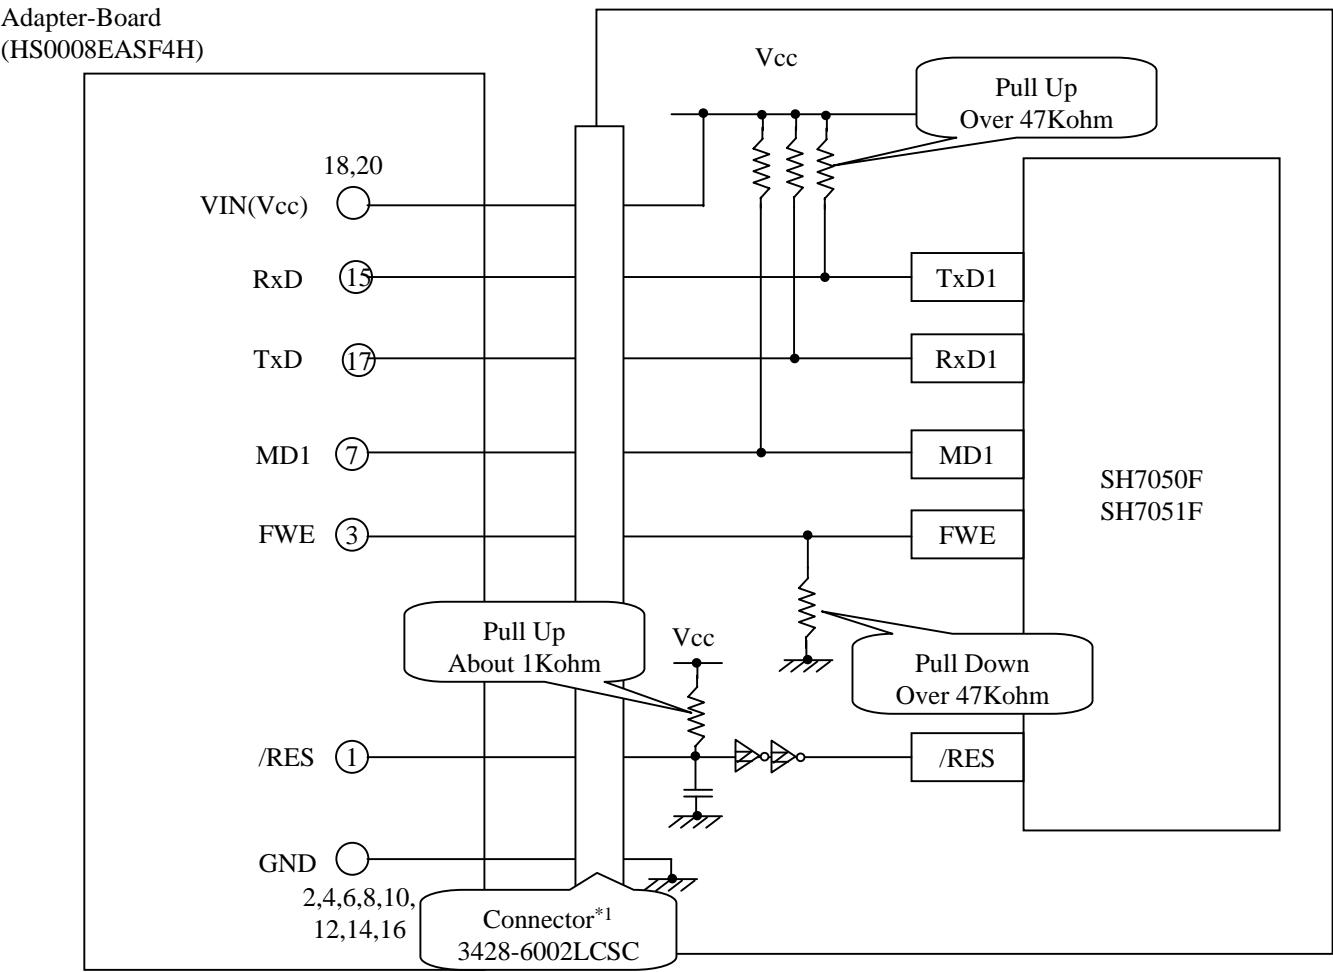 Adapter-Board
(HS0008EASF4H)
Vcc
Pull Up
Over 47Kohm
18,20
VIN(Vcc)
RxD 15
TxD1
TxD 17
RxD1
MD1 7
MD1
SH7050F
SH7051F
FWE 3
FWE
Pull Up
About 1Kohm
Vcc
Pull Down
Over 47Kohm
/RES 1
/RES
GND
2,4,6,8,10,
12,14,16
Connector*1
3428-6002LCSC